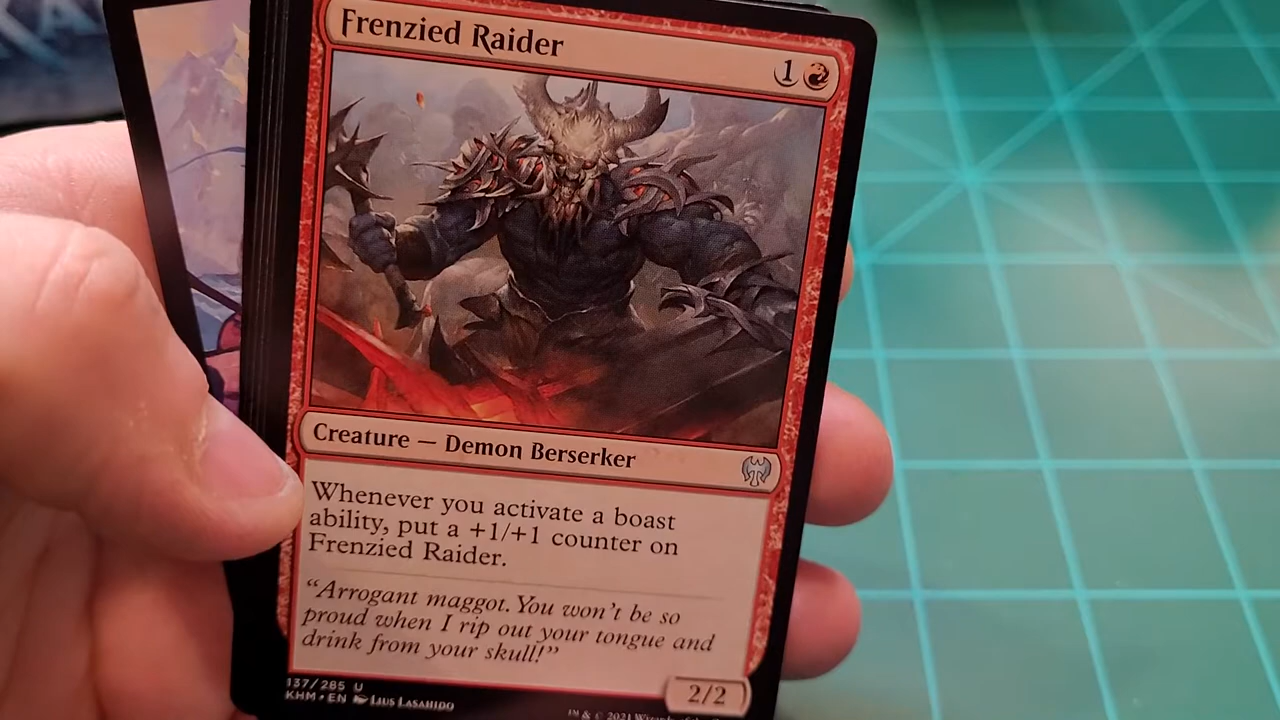 Frenzied Raider
1
Creature — Demon Berserker
Whenever you activate a boast
ability, put a +1/+1 counter on
Frenzied Raider.
“Arrogant maggot. You won’t be so
proud when I rip out your tongue and
drink from your skull!”
2/2
137/285 U
KHM • EN Lius Lasahido
& © 2021 Wizards of the